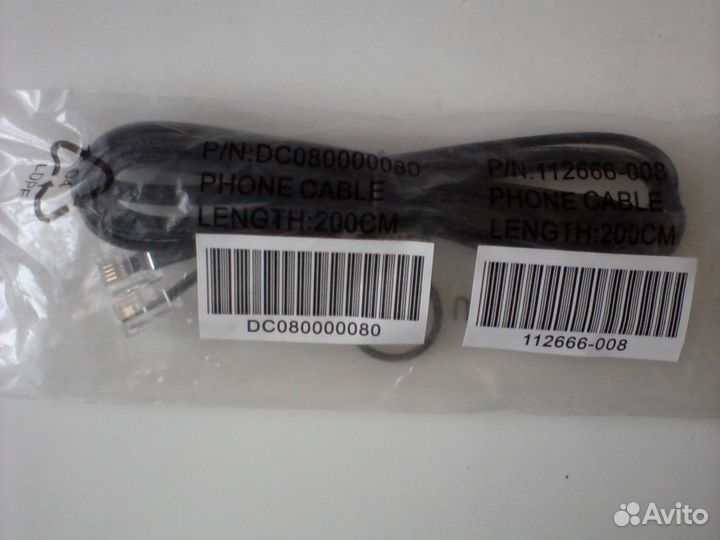 04
LDPE
P/N:DC080000080
PHONE CABLE
LENGTH:200CM
DC080000080
P/N:112666-008
PHONE CABLE
LENGTH:200CM
112666-008
Avito